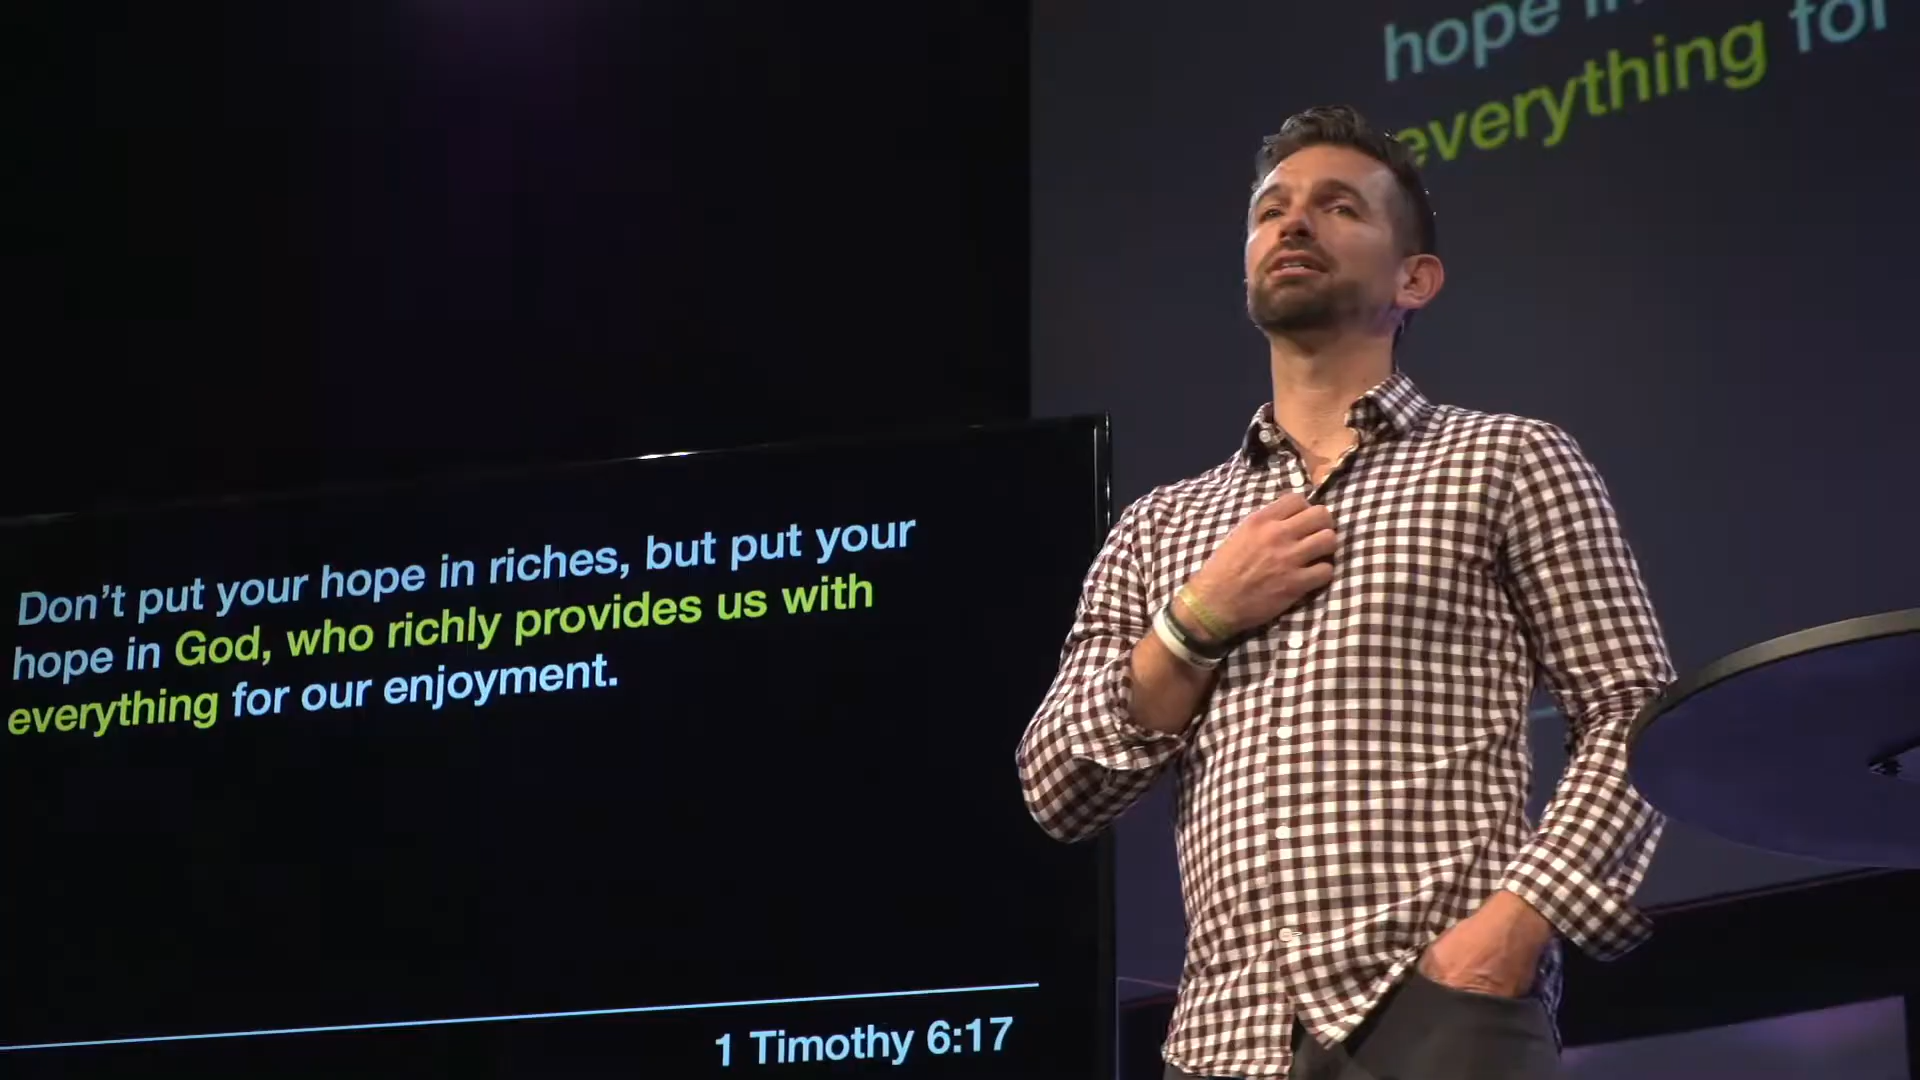 Don't put your hope in riches, but put your
hope in God, who richly provides us with
everything for our enjoyment.
1 Timothy 6:17
hope in
everything for